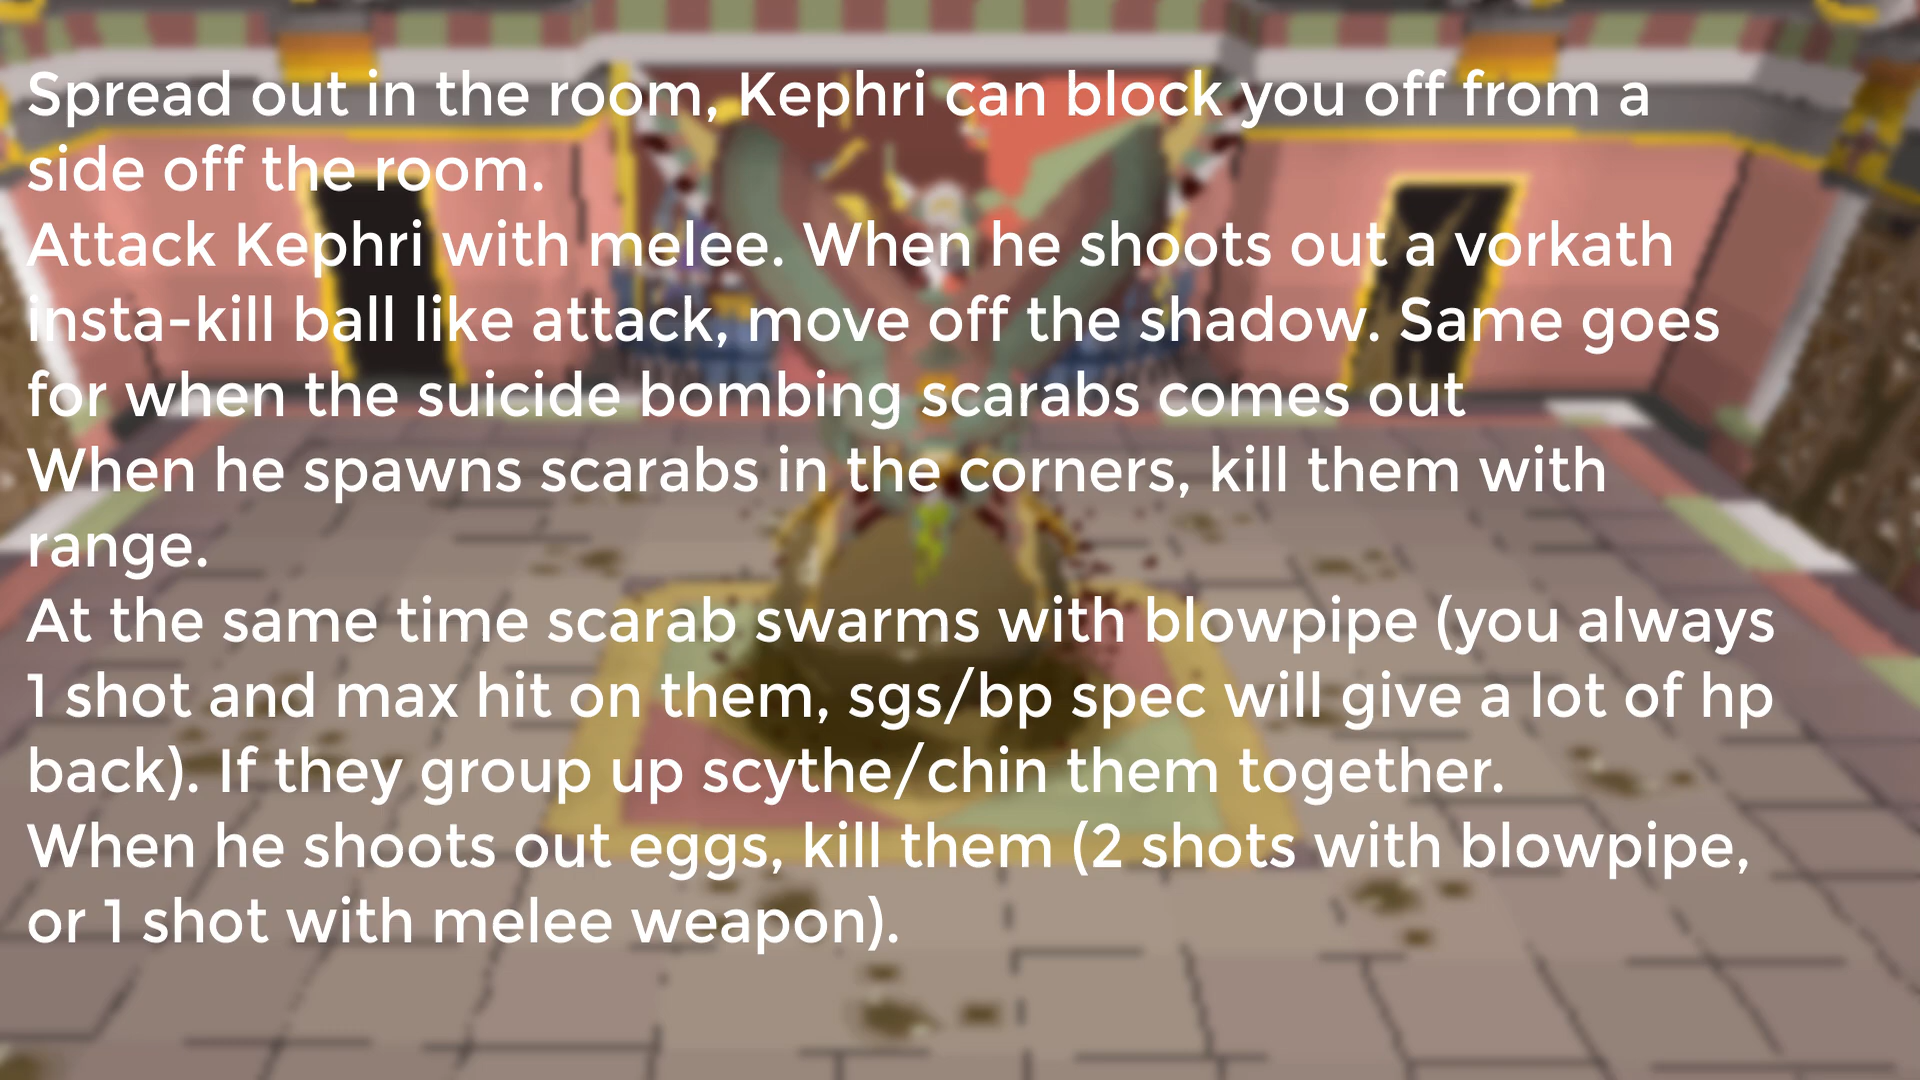 Spread out in the room, Kephri can block you off from a
side off the room.
Attack Kephri with melee. When he shoots out a vorkath
insta-kill ball like attack, move off the shadow. Same goes
for when the suicide bombing scarabs comes out
When he spawns scarabs in the corners, kill them with
range.
At the same time scarab swarms with blowpipe (you always
1 shot and max hit on them, sgs/bp spec will give a lot of hp
back). If they group up scythe/chin them together.
When he shoots out eggs, kill them (2 shots with blowpipe,
or 1 shot with melee weapon).